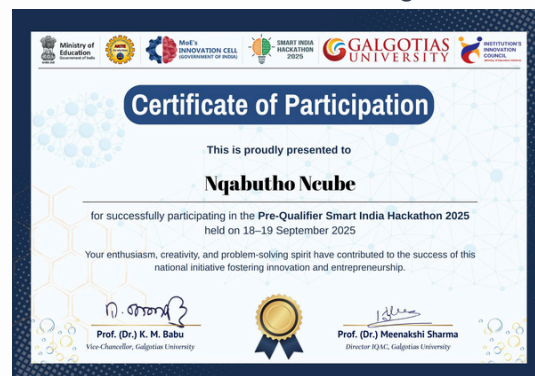 Ministry of
Education
Government of India
MoE's
INNOVATION CELL
(GOVERNMENT OF INDIA)
SMART INDIA
HACKATHON
2025
GALGOTIAS
UNIVERSITY
INSTITUTION'S
INNOVATION
COUNCIL
Certificate of Participation
This is proudly presented to
Nqabutho Ncube
for successfully participating in the Pre-Qualifier Smart India Hackathon 2025
held on 18–19 September 2025
Your enthusiasm, creativity, and problem-solving spirit have contributed to the success of this
national initiative fostering innovation and entrepreneurship.
Prof. (Dr.) K. M. Babu
Vice-Chancellor, Galgotias University
Prof. (Dr.) Meenakshi Sharma
Director IQAC, Galgotias University